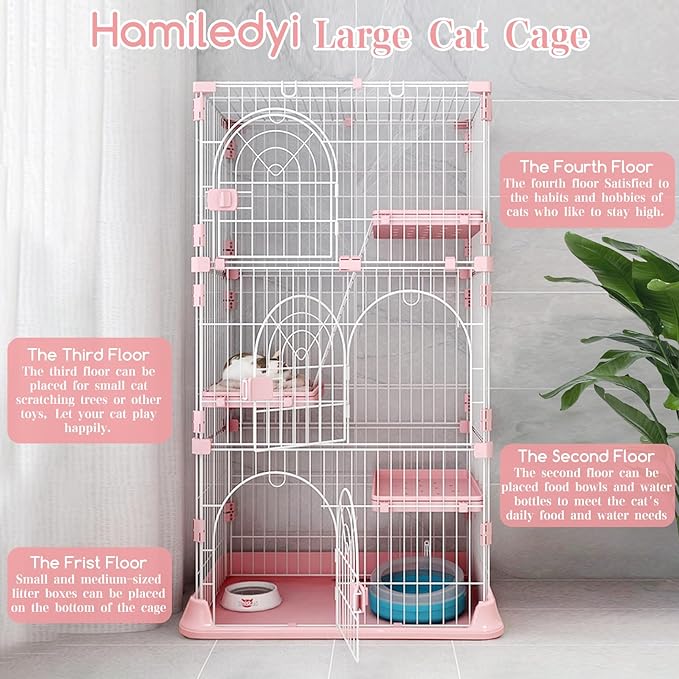 Hamiledyi Large Cat Cage
The Fourth Floor
The fourth floor Satisfied to
the habits and hobbies of
cats who like to stay high.
The Third Floor
The third floor can be
placed for small cat
scratching trees or other
toys, Let your cat play
happily.
The Second Floor
The second floor can be
placed food bowls and water
bottles to meet the cat's
daily food and water needs
The Frist Floor
Small and medium-sized
litter boxes can be placed
on the bottom of the cage